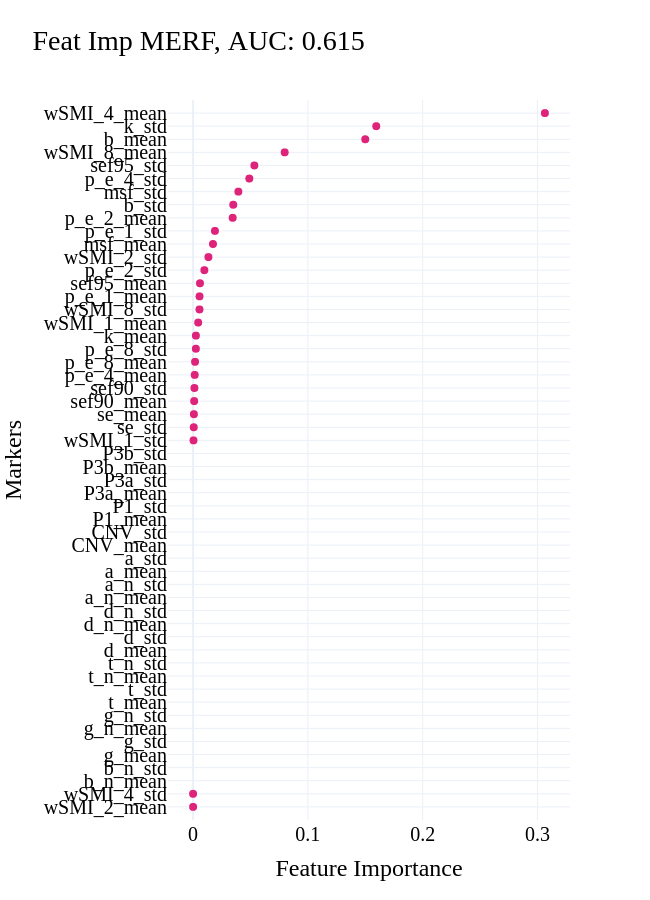 Feat Imp MERF, AUC: 0.615
wSMI_4_mean
k_std
b_mean
wSMI_8_mean
sef95_std
p_e_4_std
msf_std
b_std
p_e_2_mean
p_e_1_std
msf_mean
wSMI_2_std
p_e_2_std
sef95_mean
p_e_1_mean
wSMI_8_std
wSMI_1_mean
k_mean
p_e_8_std
p_e_8_mean
p_e_4_mean
sef90_std
sef90_mean
se_mean
se_std
wSMI_1_std
P3b_std
P3b_mean
P3a_std
P3a_mean
P1_std
P1_mean
CNV_std
CNV_mean
a_std
a_mean
a_n_std
a_n_mean
d_n_std
d_n_mean
d_std
d_mean
t_n_std
t_n_mean
t_std
t_mean
g_n_std
g_n_mean
g_std
g_mean
b_n_std
b_n_mean
wSMI_4_std
wSMI_2_mean
Markers
0 0.1 0.2 0.3
Feature Importance